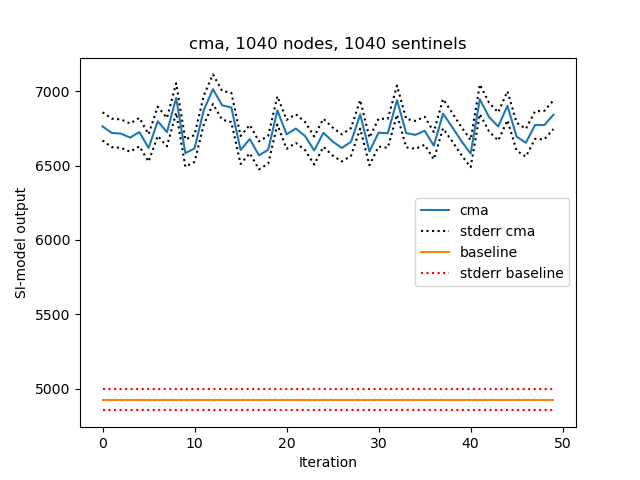 cma, 1040 nodes, 1040 sentinels
SI-model output
7000
6500
6000
5500
5000
cma
stderr cma
baseline
stderr baseline
0
10
20
30
40
50
Iteration